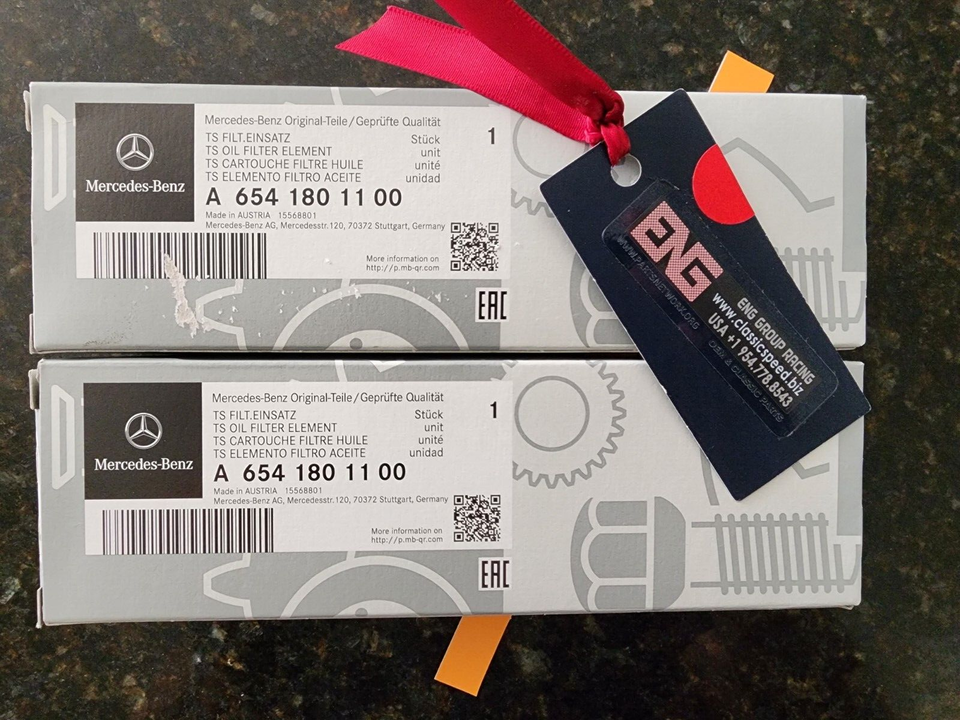 Mercedes-Benz Original-Teile/Geprüfte Qualität
TS FILT.EINSATZ Stück 1
TS OIL FILTER ELEMENT unit
TS CARTOUCHE FILTRE HUILE unité
TS ELEMENTO FILTRO ACEITE unidad
Mercedes-Benz
A 654 180 11 00
Made in AUSTRIA 15568801
Mercedes-Benz AG, Mercedesstr.120, 70372 Stuttgart, Germany
More information on
http://p.mb-qr.com
EAC
ENG
WWW.PARTSNETWORK.ORG
ENG GROUP RACING
www.classicspeed.biz
USA +1 954.778.8543
OEM & CLASSIC PARTS
Mercedes-Benz Original-Teile/Geprüfte Qualität
TS FILT.EINSATZ Stück 1
TS OIL FILTER ELEMENT unit
TS CARTOUCHE FILTRE HUILE unité
TS ELEMENTO FILTRO ACEITE unidad
Mercedes-Benz
A 654 180 11 00
Made in AUSTRIA 15568801
Mercedes-Benz AG, Mercedesstr.120, 70372 Stuttgart, Germany
More information on
http://p.mb-qr.com
EAC